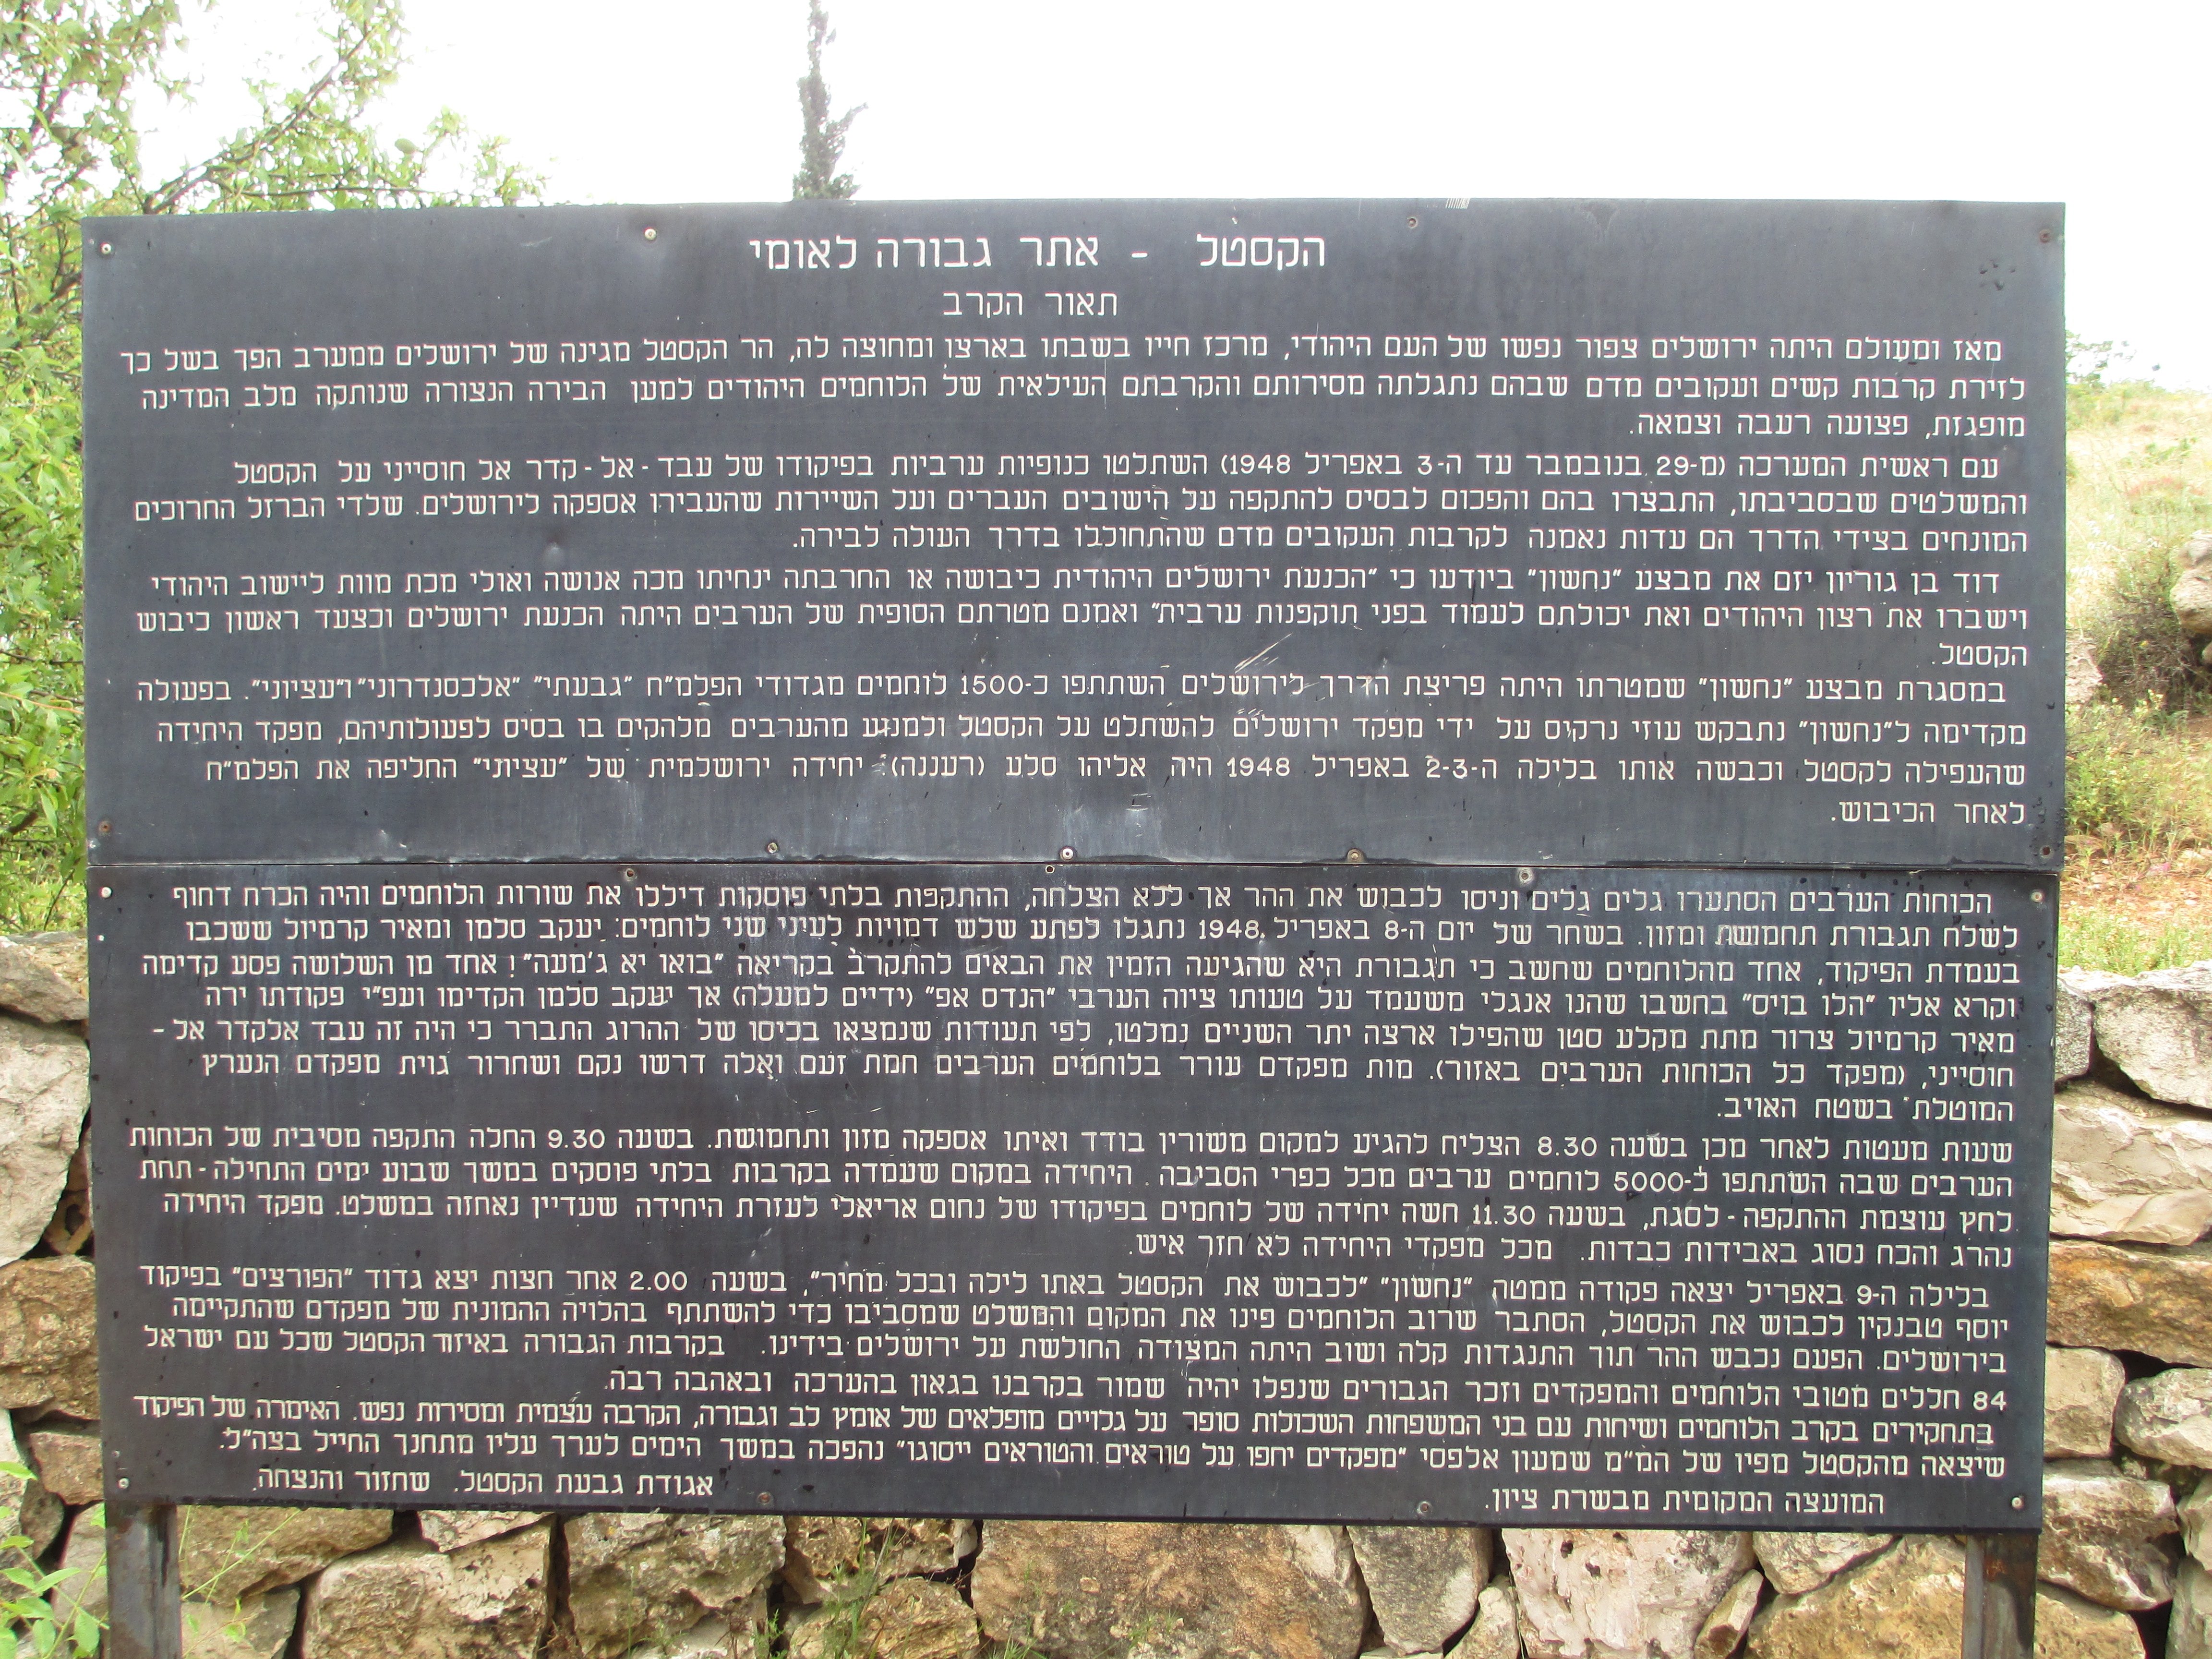 הקסטל - אתר גבורה לאומי
תאור הקרב
מאז ומעולם היתה ירושלים צפור נפשו של העם היהודי, מרכז חייו בשבתו בארצו ומחוצה לה, הר הקסטל מגינה של ירושלים ממערב הפך בשל כך
לזירת קרבות קשים ועקובים מדם שבהם נתגלתה מסירותם והקרבתם העילאית של הלוחמים היהודים למען הבירה הנצורה שנותקה מלב המדינה
מופגזת, פצועה רעבה וצמאה.
עם ראשית המערכה (מ-29 בנובמבר עד ה-3 באפריל 1948) השתלטו כנופיות ערביות בפיקודו של עבד-אל-קדר אל חוסייני על הקסטל
והמשלטים שבסביבתו, התבצרו בהם והפכום לבסיס להתקפה על הישובים העברים ועל השיירות שהעבירו אספקה לירושלים. שלדי הברזל החרוכים
המונחים בצידי הדרך הם עדות נאמנה לקרבות העקובים מדם שהתחוללו בדרך העולה לבירה.
דוד בן גוריון יזם את מבצע "נחשון" ביודעו כי "הכנעת ירושלים היהודית כיבושה או החרבתה ינחיתו מכה אנושה ואולי מכת מוות ליישוב היהודי
וישברו את רצון היהודים ואת יכולתם לעמוד בפני תוקפנות ערבית" ואמנם מטרתם הסופית של הערבים היתה הכנעת ירושלים וכצעד ראשון כיבוש
הקסטל.
במסגרת מבצע "נחשון" שמטרתו היתה פריצת הדרך לירושלים השתתפו כ-1500 לוחמים מגדודי הפלמ"ח "גבעתי" "אלכסנדרוני" ו"עציוני". בפעולה
מקדימה ל"נחשון" נתבקש עוזי נרקיס על ידי מפקד ירושלים להשתלט על הקסטל ולמנוע מהערבים מלהקים בו בסיס לפעולותיהם, מפקד היחידה
שהעפילה לקסטל וכבשה אותו בלילה ה-2-3 באפריל 1948 היה אליהו סלע (רעננה). יחידה ירושלמית של "עציוני" החליפה את הפלמ"ח
לאחר הכיבוש.
הכוחות הערבים הסתערו גלים גלים וניסו לכבוש את ההר אך ללא הצלחה, ההתקפות בלתי פוסקות דיללו את שורות הלוחמים והיה הכרח דחוף
לשלח תגבורת תחמושת ומזון. בשחר של יום ה-8 באפריל 1948 נתגלו לפתע שלש דמויות לעיני שני לוחמים: יעקב סלמן ומאיר קרמיול ששכבו
בעמדת הפיקוד, אחד מהלוחמים שחשב כי תגבורת היא שהגיעה הזמין את הבאים להתקרב בקריאה "בואו יא ג'מעה"! אחד מן השלושה פסע קדימה
וקרא אליו "הלו בויס" בחשבו שהנו אנגלי משעמד על טעותו ציוה הערבי "הנדס אפ" (ידיים למעלה) אך יעקב סלמן הקדימו ועפ"י פקודתו ירה
מאיר קרמיול צרור מתת מקלע סטן שהפילו ארצה יתר השניים נמלטו, לפי תעודות שנמצאו בכיסו של ההרוג התברר כי היה זה עבד אלקדר אל -
חוסייני, (מפקד כל הכוחות הערבים באזור). מות מפקדם עורר בלוחמים הערבים חמת זעם ואלה דרשו נקם ושחרור גוית מפקדם הנערץ
המוטלת בשטח האויב.
שעות מעטות לאחר מכן בשעה 8.30 הצליח להגיע למקום משורין בודד ואיתו אספקה מזון ותחמושת. בשעה 9.30 החלה התקפה מסיבית של הכוחות
הערבים שבה השתתפו כ-5000 לוחמים ערבים מכל כפרי הסביבה. היחידה במקום שעמדה בקרבות בלתי פוסקים במשך שבוע ימים התחילה - תחת
לחץ עוצמת ההתקפה - לסגת, בשעה 11.30 חשה יחידה של לוחמים בפיקודו של נחום אריאלי לעזרת היחידה שעדיין נאחזה במשלט. מפקד היחידה
נהרג והכח נסוג באבידות כבדות. מכל מפקדי היחידה לא חזר איש.
בלילה ה-9 באפריל יצאה פקודה ממטה "נחשון" "לכבוש את הקסטל באתו לילה ובכל מחיר", בשעה 2.00 אחר חצות יצא גדוד "הפורצים" בפיקוד
יוסף טבנקין לכבוש את הקסטל, הסתבר שרוב הלוחמים פינו את המקום והמשלט שמסביבו כדי להשתתף בהלויה ההמונית של מפקדם שהתקיימה
בירושלים. הפעם נכבש ההר תוך התנגדות קלה ושוב היתה המצודה החולשת על ירושלים בידינו. בקרבות הגבורה באיזור הקסטל שכל עם ישראל
84 חללים מטובי הלוחמים והמפקדים וזכר הגבורים שנפלו יהיה שמור בקרבנו בגאון בהערכה ובאהבה רבה.
בתחקירים בקרב הלוחמים ושיחות עם בני המשפחות השכולות סופר על גלויים מופלאים של אומץ לב וגבורה, הקרבה עצמית ומסירות נפש. האימרה של הפיקוד
שיצאה מהקסטל מפיו של המ"מ שמעון אלפסי "מפקדים יחפו על טוראים והטוראים ייסוגו" נהפכה במשך הימים לערך עליו מתחנך החייל בצה"ל.
המועצה המקומית מבשרת ציון. אגודת גבעת הקסטל. שחזור והנצחה.